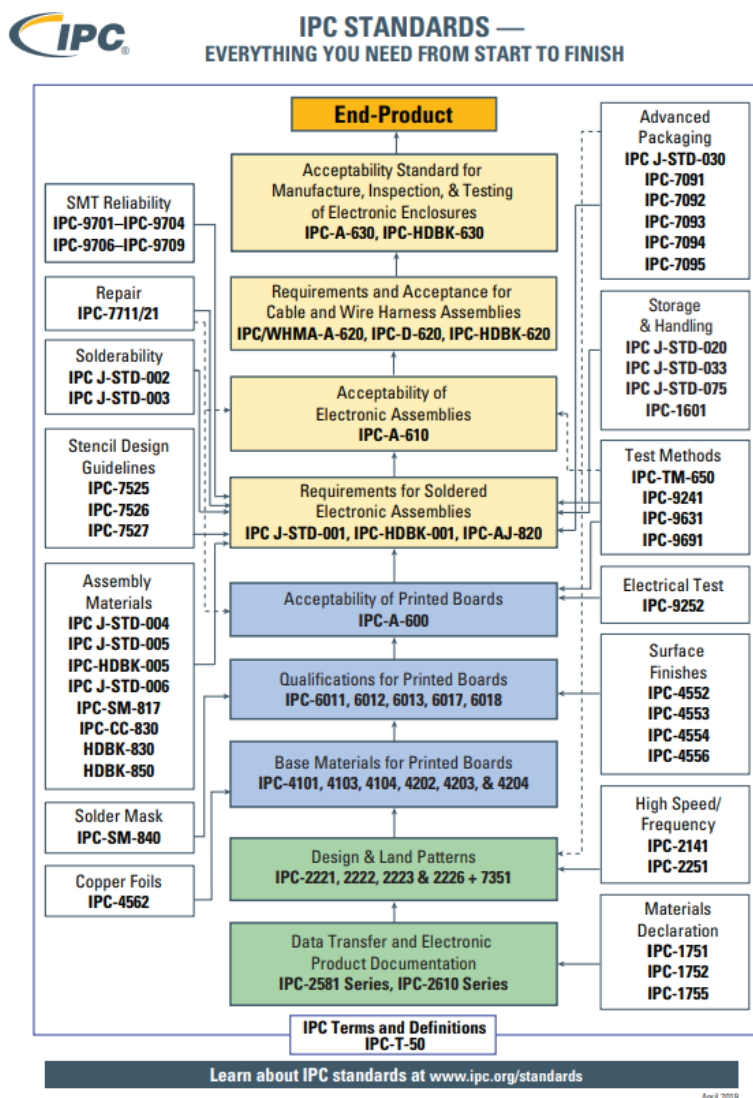 IPC®
IPC STANDARDS —
EVERYTHING YOU NEED FROM START TO FINISH
End-Product
Acceptability Standard for
Manufacture, Inspection, & Testing
of Electronic Enclosures
IPC-A-630, IPC-HDBK-630
Requirements and Acceptance for
Cable and Wire Harness Assemblies
IPC/WHMA-A-620, IPC-D-620, IPC-HDBK-620
Acceptability of
Electronic Assemblies
IPC-A-610
Requirements for Soldered
Electronic Assemblies
IPC J-STD-001, IPC-HDBK-001, IPC-AJ-820
Acceptability of Printed Boards
IPC-A-600
Qualifications for Printed Boards
IPC-6011, 6012, 6013, 6017, 6018
Base Materials for Printed Boards
IPC-4101, 4103, 4104, 4202, 4203, & 4204
Design & Land Patterns
IPC-2221, 2222, 2223 & 2226 + 7351
Data Transfer and Electronic
Product Documentation
IPC-2581 Series, IPC-2610 Series
SMT Reliability
IPC-9701–IPC-9704
IPC-9706–IPC-9709
Repair
IPC-7711/21
Solderability
IPC J-STD-002
IPC J-STD-003
Stencil Design
Guidelines
IPC-7525
IPC-7526
IPC-7527
Assembly
Materials
IPC J-STD-004
IPC J-STD-005
IPC-HDBK-005
IPC J-STD-006
IPC-SM-817
IPC-CC-830
HDBK-830
HDBK-850
Solder Mask
IPC-SM-840
Copper Foils
IPC-4562
Advanced
Packaging
IPC J-STD-030
IPC-7091
IPC-7092
IPC-7093
IPC-7094
IPC-7095
Storage
& Handling
IPC J-STD-020
IPC J-STD-033
IPC J-STD-075
IPC-1601
Test Methods
IPC-TM-650
IPC-9241
IPC-9631
IPC-9691
Electrical Test
IPC-9252
Surface
Finishes
IPC-4552
IPC-4553
IPC-4554
IPC-4556
High Speed/
Frequency
IPC-2141
IPC-2251
Materials
Declaration
IPC-1751
IPC-1752
IPC-1755
IPC Terms and Definitions
IPC-T-50
Learn about IPC standards at www.ipc.org/standards